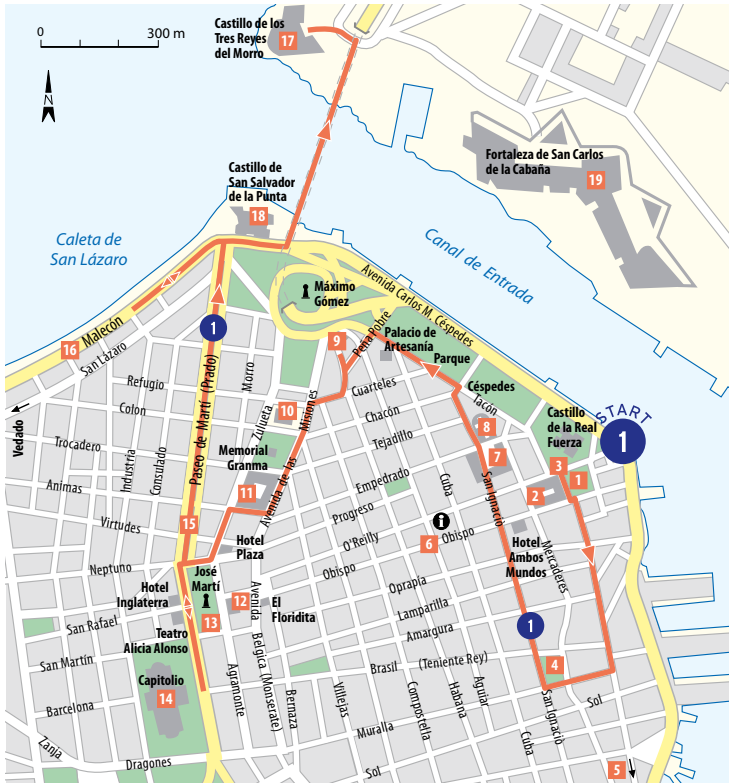 0
300 m
N
Castillo de los
Tres Reyes
del Morro
17
Fortaleza de San Carlos
de la Cabaña
19
Castillo de
San Salvador
de la Punta
18
Caleta de
San Lázaro
Canal de Entrada
Avenida Carlos M. Céspedes
Máximo
Gómez
Malecón
16
San Lázaro
1
9
Peña Pobre
Palacio de
Artesanía
Parque
Céspedes
Tacón
Castillo
de la Real
Fuerza
START
1
Vedado
Refugio
Colon
Trocadero
Animas
Virtudes
Neptuno
Industria
Consulado
Paseo de Martí (Prado)
Morro
Zulueta
10
Misiones
Avenida de las
Memorial
Granma
11
15
Cuarteles
Chacón
Tejadillo
Empedrado
Progreso
O'Reilly
Obispo
Cuba
i
6
Obispo
8
7
San Ignaciò
3
1
2
Mercaderes
Hotel
Ambos
Mundos
Hotel
Plaza
José
Martí
13
12
El
Floridita
Hotel
Inglaterra
San Rafael
Teatro
Alicia Alonso
San Martín
Capitolio
14
Barcelona
Zanja
Dragones
Avenida
Belgica (Monserate)
Agramonte
Bernaza
Villejas
Oprapia
Lamparilla
Amargura
Brasil
(Teniente Rey)
Muralla
Sol
Compostella
Habana
Aguiar
Cuba
San Ignaciò
1
4
Sol
5